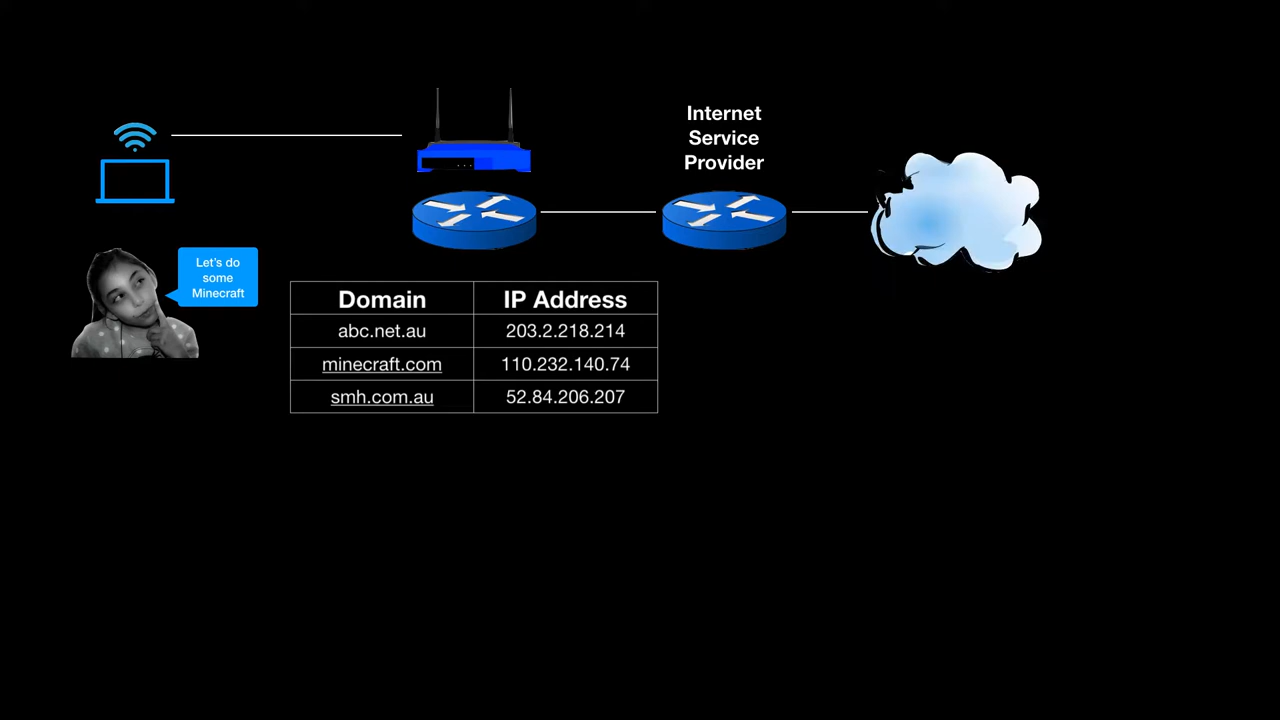 Internet
Service
Provider
Let's do
some
Minecraft
Domain IP Address
abc.net.au 203.2.218.214
minecraft.com 110.232.140.74
smh.com.au 52.84.206.207